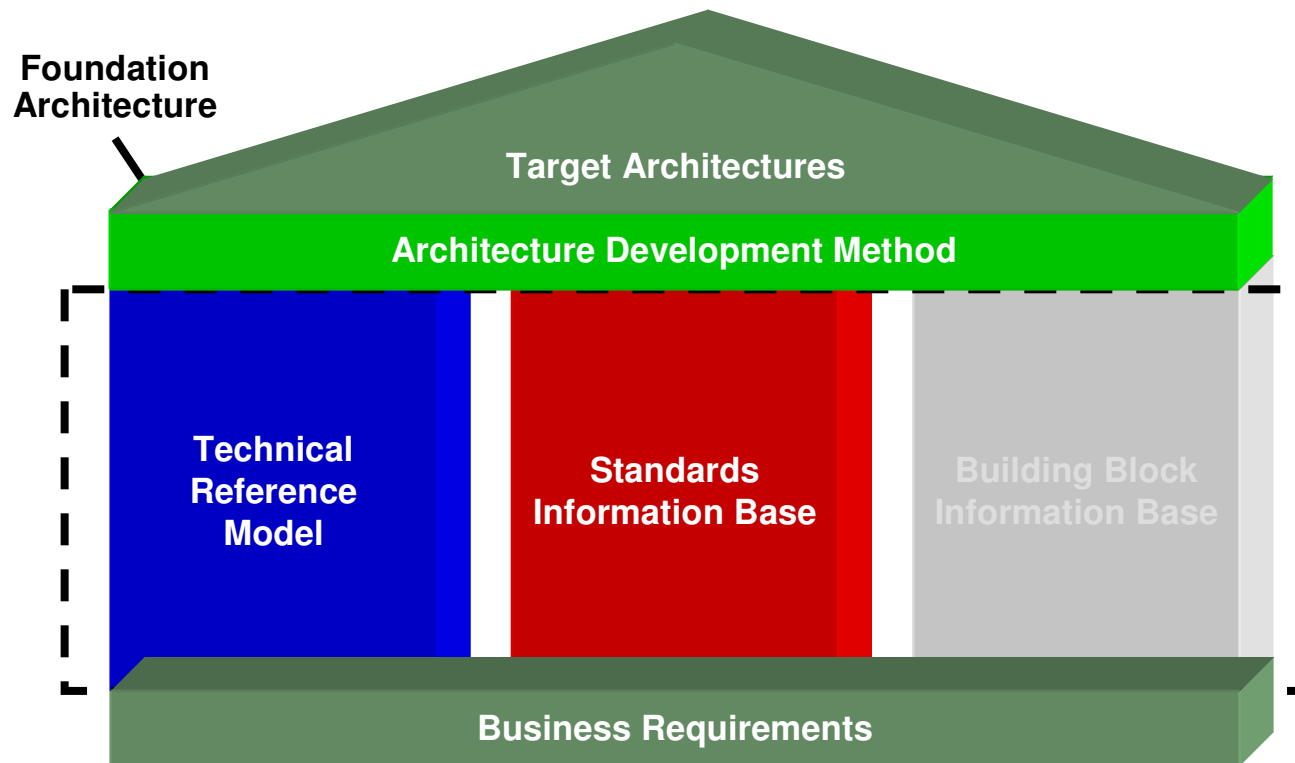 Foundation
Architecture
Target Architectures
Architecture Development Method
Technical
Reference
Model
Standards
Information Base
Building Block
Information Base
Business Requirements